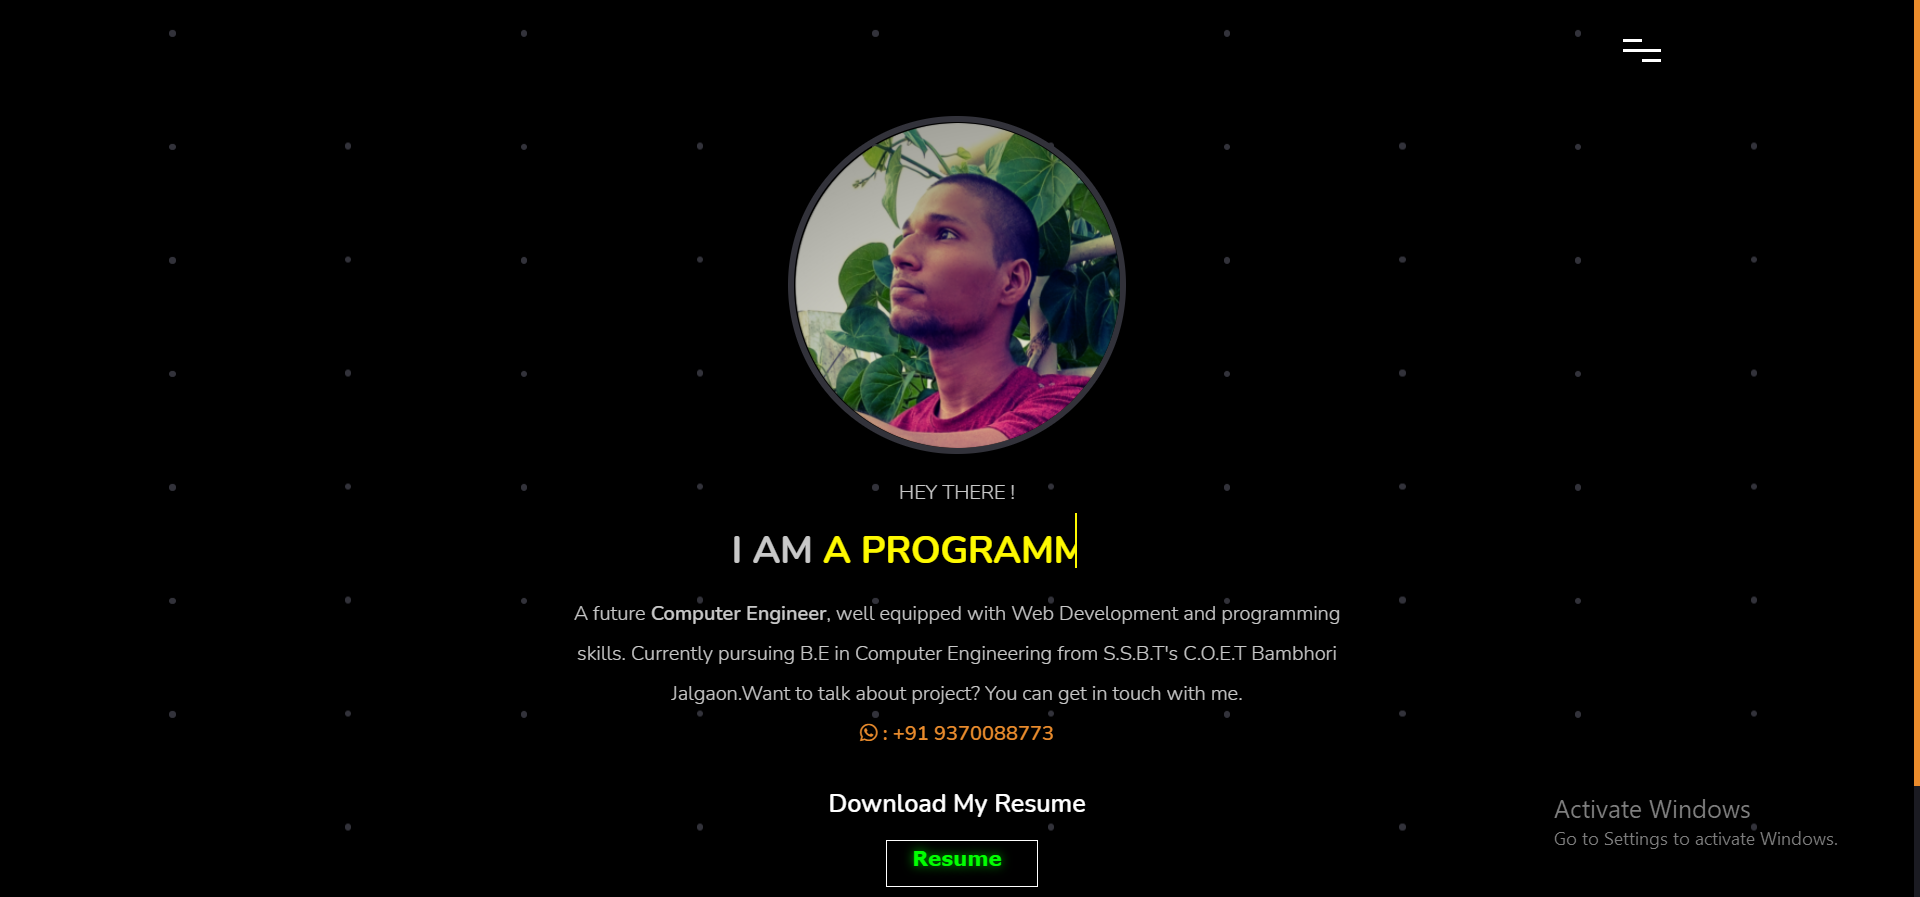 HEY THERE !
I AM A PROGRAMM
A future Computer Engineer, well equipped with Web Development and programming
skills. Currently pursuing B.E in Computer Engineering from S.S.B.T's C.O.E.T Bambhori
Jalgaon.Want to talk about project? You can get in touch with me.
: +91 9370088773
Download My Resume
Resume
Activate Windows
Go to Settings to activate Windows.